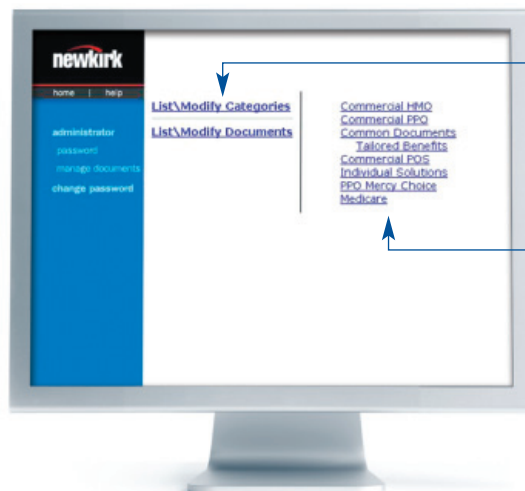 newkirk
home | help
administrator
password
manage documents
change password
List\Modify Categories
List\Modify Documents
Commercial HMO
Commercial PPO
Common Documents
Tailored Benefits
Commercial POS
Individual Solutions
PPO Mercy Choice
Medicare